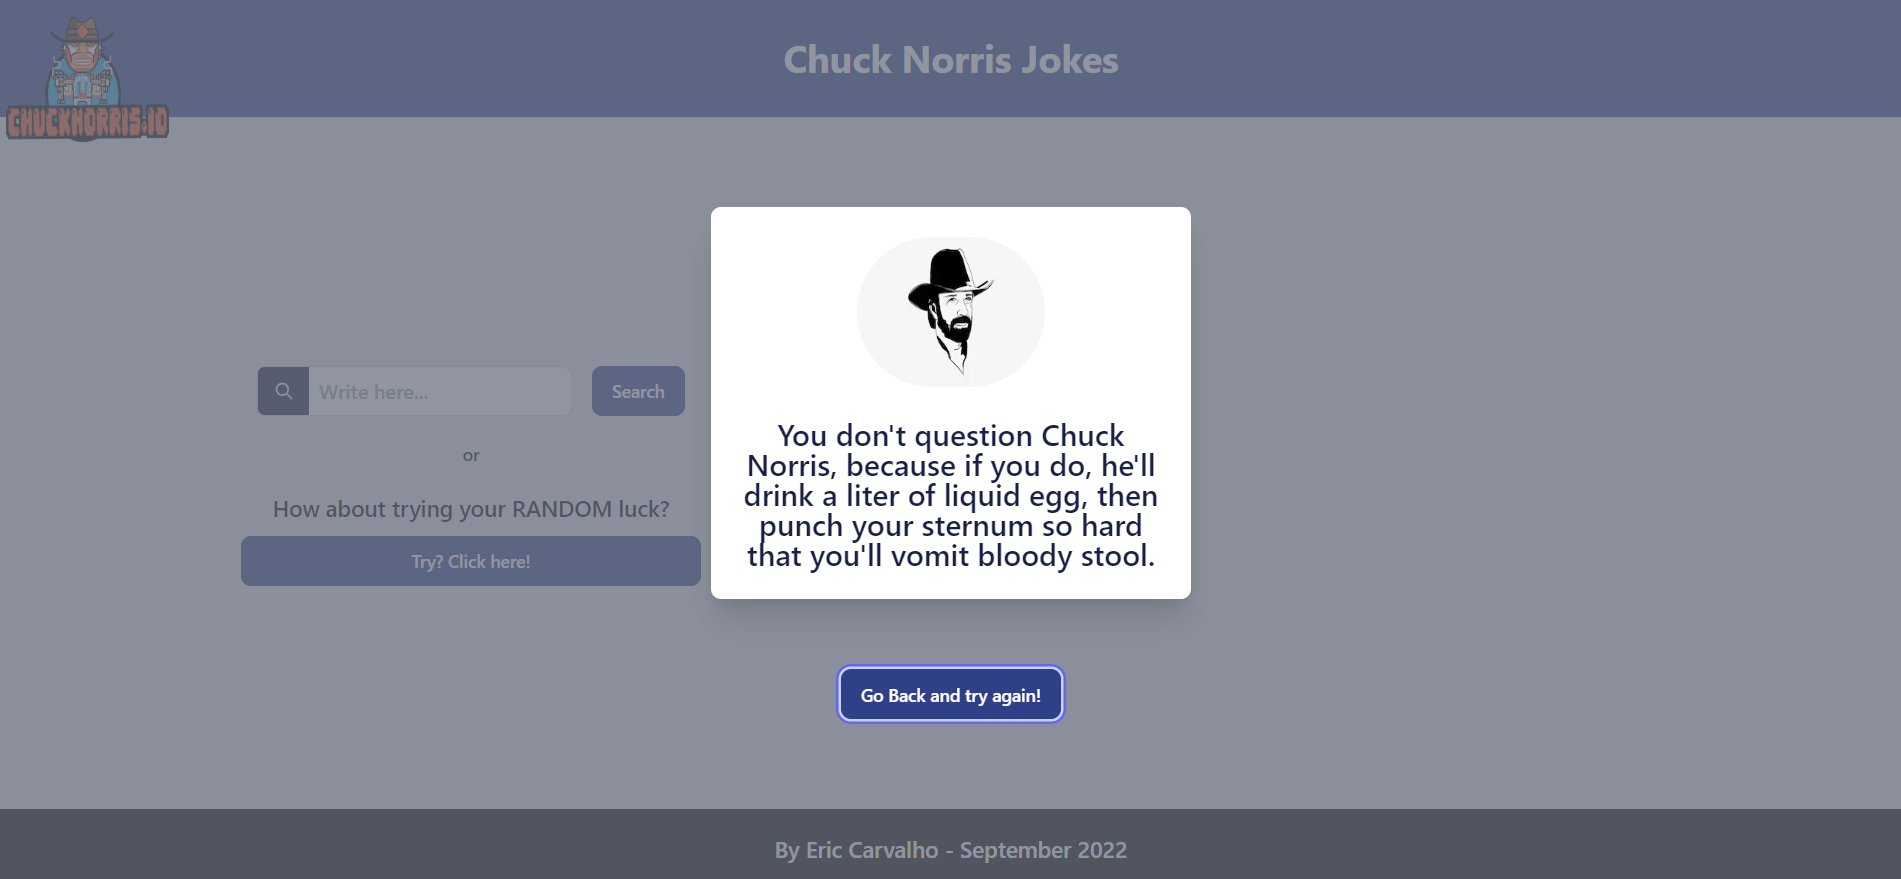 CHUCKNORRIS.IO
Chuck Norris Jokes
Write here...
Search
or
How about trying your RANDOM luck?
Try? Click here!
You don't question Chuck
Norris, because if you do, he'll
drink a liter of liquid egg, then
punch your sternum so hard
that you'll vomit bloody stool.
Go Back and try again!
By Eric Carvalho - September 2022